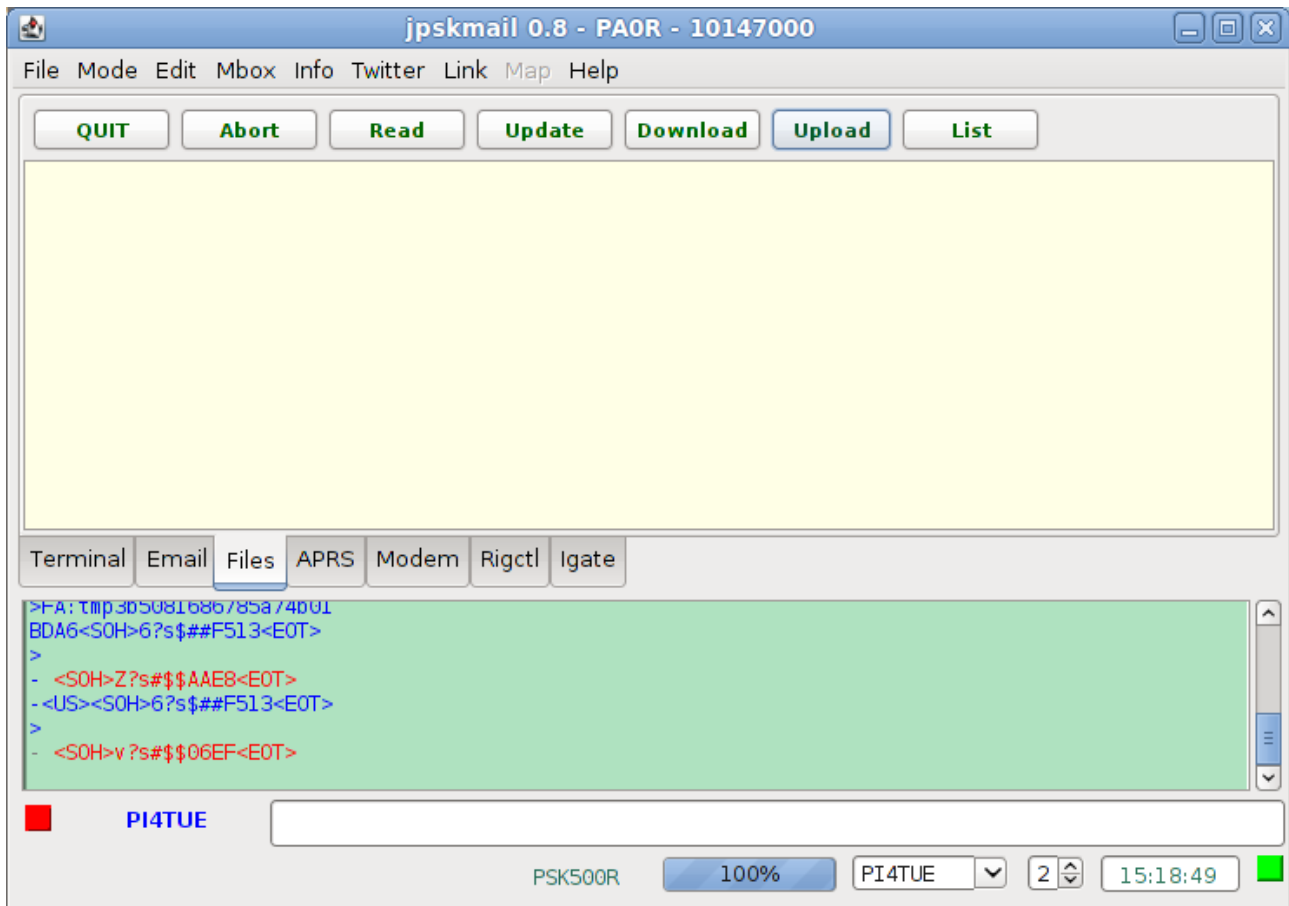 jpskmail 0.8 - PA0R - 10147000
File Mode Edit Mbox Info Twitter Link Map Help
QUIT Abort Read Update Download Upload List
Terminal Email Files APRS Modem Rigctl Igate
>FA:tmp3b5081686785a74b01
BDA6<SOH>6?s$##F513<EOT>
>
- <SOH>Z?s#$$AAE8<EOT>
-<US><SOH>6?s$##F513<EOT>
>
- <SOH>v?s#$$06EF<EOT>
PI4TUE
PSK500R 100% PI4TUE 2 15:18:49